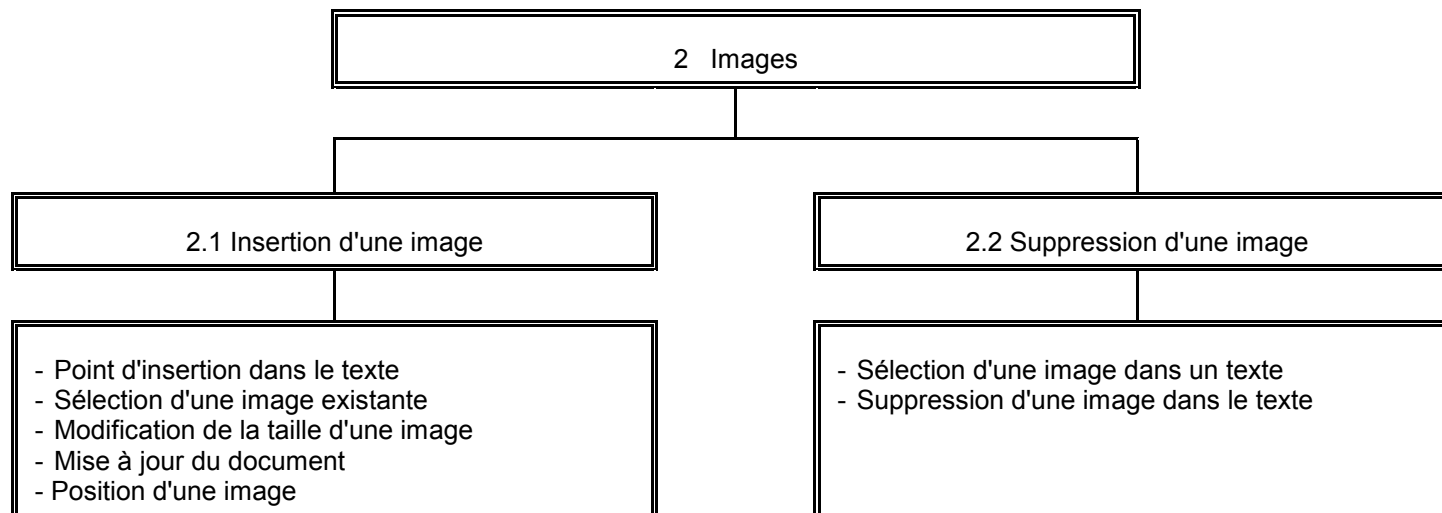 2 Images
2.1 Insertion d'une image
- Point d'insertion dans le texte
- Sélection d'une image existante
- Modification de la taille d'une image
- Mise à jour du document
- Position d'une image
2.2 Suppression d'une image
- Sélection d'une image dans un texte
- Suppression d'une image dans le texte